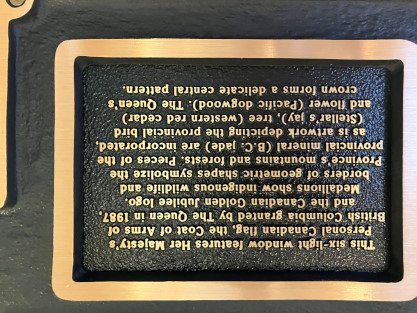 This six-light window features Her Majesty's
Personal Canadian flag, the Coat of Arms of
British Columbia granted by The Queen in 1987,
and the Canadian Golden Jubilee logo.
Medallions show indigenous wildlife and
borders of geometric shapes symbolize the
Province's mountains and forests. Pieces of the
provincial mineral (B.C. jade) are incorporated,
as is artwork depicting the provincial bird
(Stellar's jay), tree (western red cedar)
and flower (Pacific dogwood). The Queen's
crown forms a delicate central pattern.